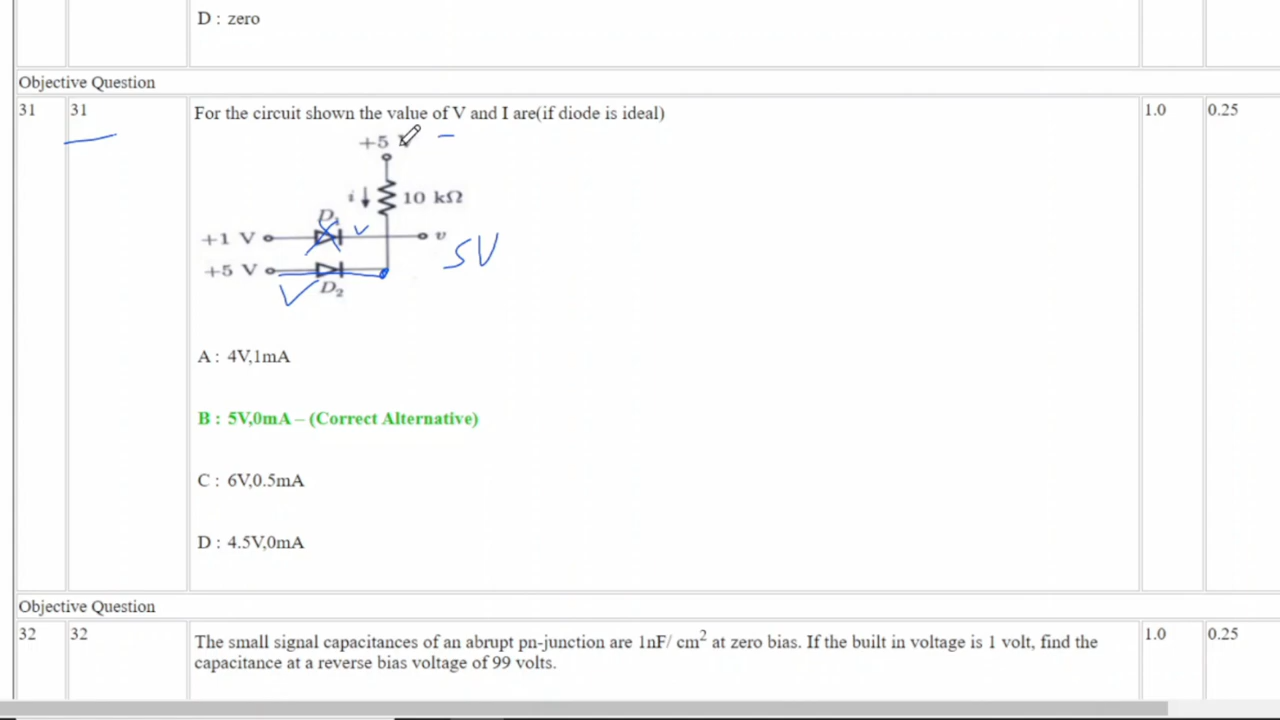 D : zero
Objective Question
31 31 For the circuit shown the value of V and I are(if diode is ideal) 1.0 0.25
+5
i↓ 10 kΩ
D₁
+1 V v
5V
+5 V
D₂
A : 4V,1mA
B : 5V,0mA – (Correct Alternative)
C : 6V,0.5mA
D : 4.5V,0mA
Objective Question
32 32 The small signal capacitances of an abrupt pn-junction are 1nF/ cm² at zero bias. If the built in voltage is 1 volt, find the 1.0 0.25
capacitance at a reverse bias voltage of 99 volts.